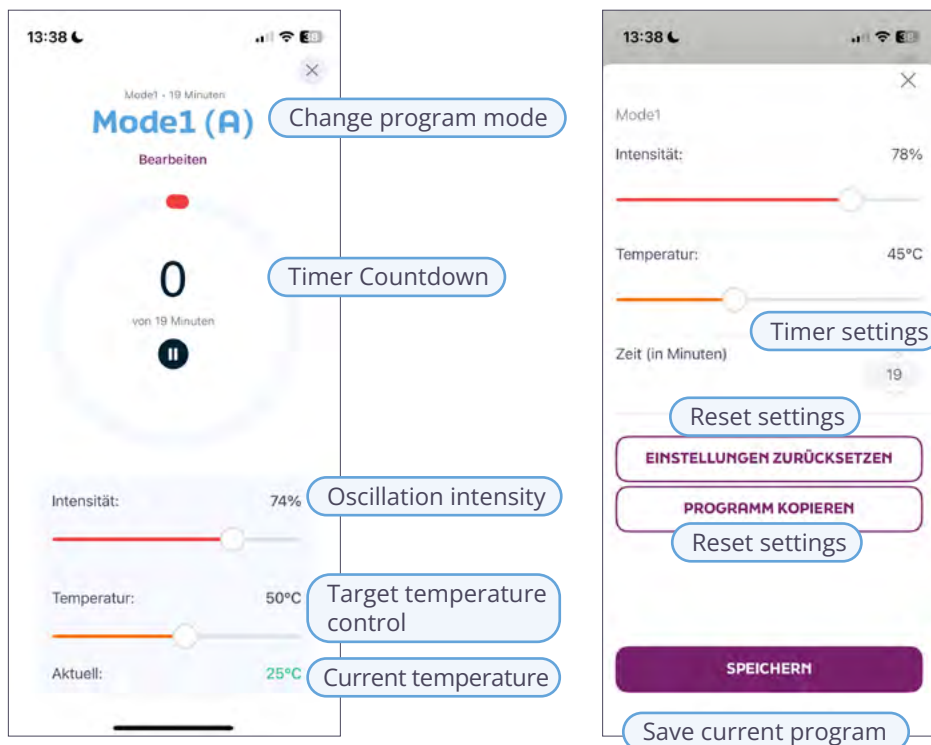 13:38
38
Mode1 - 19 Minuten
Mode1 (A)
Change program mode
Bearbeiten
0
Timer Countdown
von 19 Minuten
Intensität:
74%
Oscillation intensity
Temperatur:
50°C
Target temperature
control
Aktuell:
25°C
Current temperature
13:38
38
Mode1
Intensität:
78%
Temperatur:
45°C
Timer settings
Zeit (in Minuten)
19
Reset settings
EINSTELLUNGEN ZURÜCKSETZEN
PROGRAMM KOPIEREN
Reset settings
SPEICHERN
Save current program